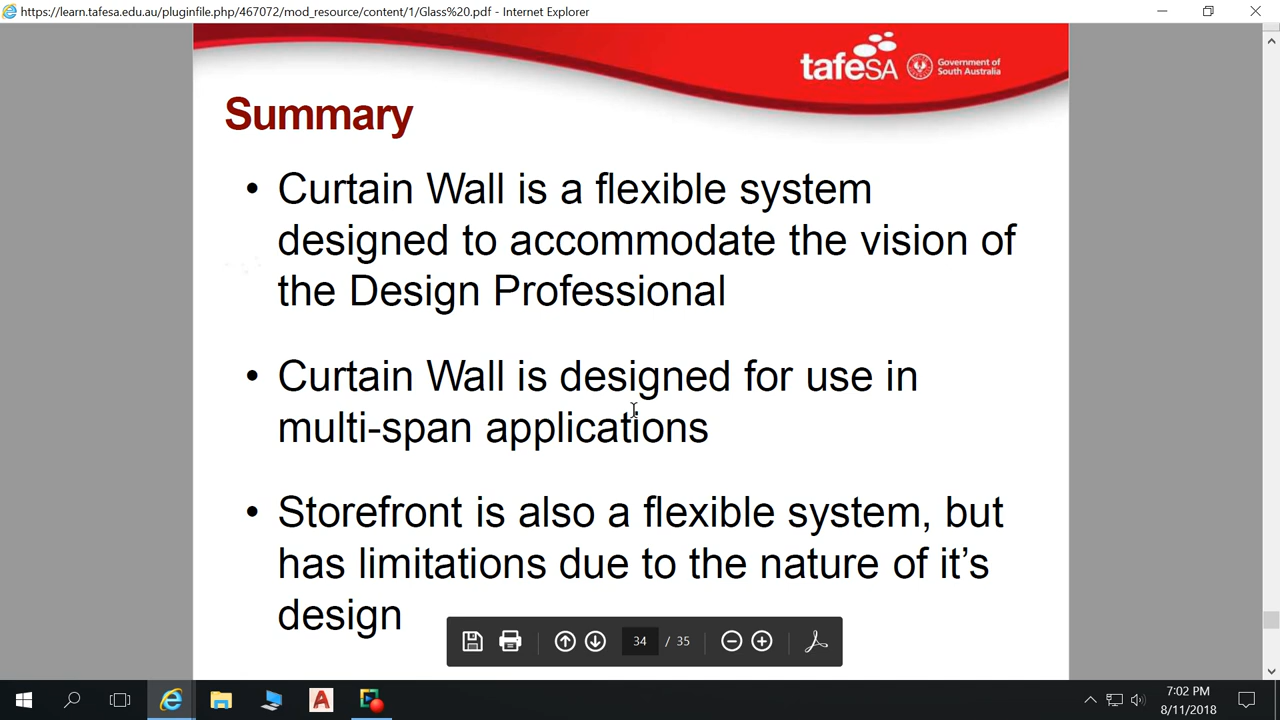 https://learn.tafesa.edu.au/pluginfile.php/467072/mod_resource/content/1/Glass%20.pdf - Internet Explorer
tafeSA
Government of
South Australia
Summary
• Curtain Wall is a flexible system
designed to accommodate the vision of
the Design Professional
• Curtain Wall is designed for use in
multi-span applications
• Storefront is also a flexible system, but
has limitations due to the nature of it’s
design
34 / 35
A
7:02 PM
8/11/2018